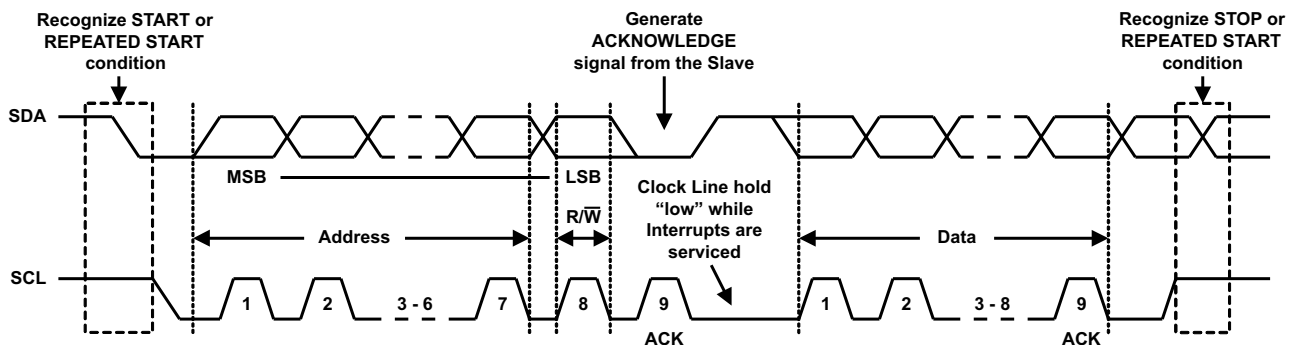 Recognize START or
REPEATED START
condition
Generate
ACKNOWLEDGE
signal from the Slave
Recognize STOP or
REPEATED START
condition
SDA
MSB
LSB
Clock Line hold
“low” while
Interrupts are
serviced
R/W̅
Address
Data
SCL
1
2
3 - 6
7
8
9
1
2
3 - 8
9
ACK
ACK